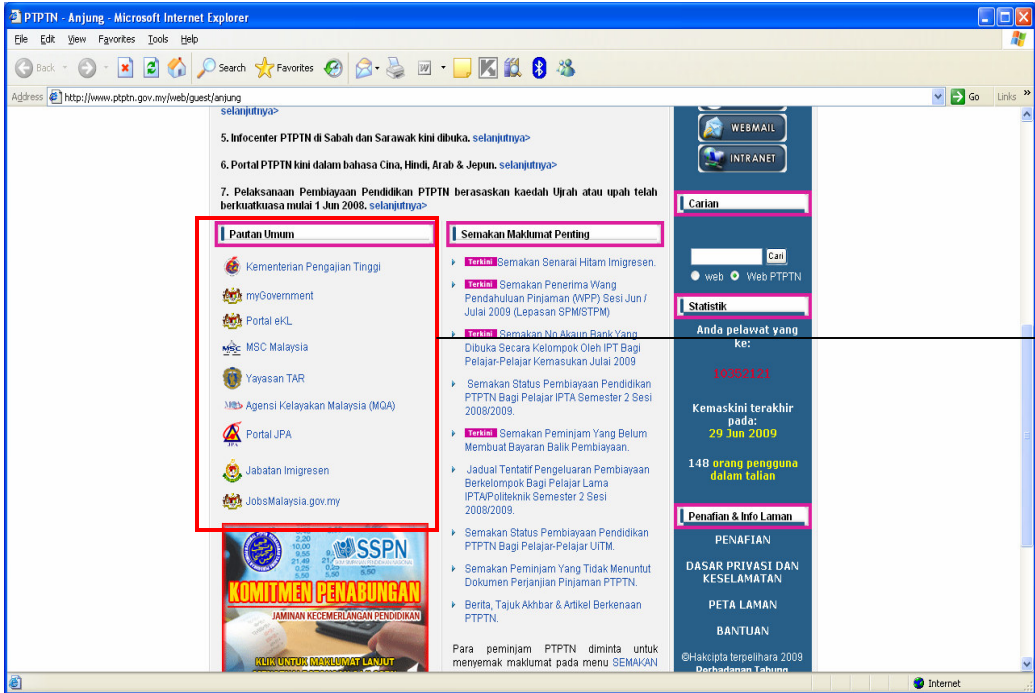 PTPTN - Anjung - Microsoft Internet Explorer
File Edit View Favorites Tools Help
Back Search Favorites
Address http://www.ptptn.gov.my/web/guest/anjung Go Links »
selanjutnya>
5. Infocenter PTPTN di Sabah dan Sarawak kini dibuka. selanjutnya>
6. Portal PTPTN kini dalam bahasa Cina, Hindi, Arab & Jepun. selanjutnya>
7. Pelaksanaan Pembiayaan Pendidikan PTPTN berasaskan kaedah Ujrah atau upah telah
berkuatkuasa mulai 1 Jun 2008. selanjutnya>
Pautan Umum
Kementerian Pengajian Tinggi
myGovernment
Portal eKL
MSC Malaysia
Yayasan TAR
Agensi Kelayakan Malaysia (MQA)
Portal JPA
Jabatan Imigresen
JobsMalaysia.gov.my
SSPN
KOMITMEN PENABUNGAN
JAMINAN KECEMERLANGAN PENDIDIKAN
KLIK UNTUK MAKLUMAT LANJUT
Semakan Maklumat Penting
Terkini Semakan Senarai Hitam Imigresen.
Terkini Semakan Penerima Wang
Pendahuluan Pinjaman (WPP) Sesi Jun /
Julai 2009 (Lepasan SPM/STPM)
Terkini Semakan No Akaun Bank Yang
Dibuka Secara Kelompok Oleh IPT Bagi
Pelajar-Pelajar Kemasukan Julai 2009
Semakan Status Pembiayaan Pendidikan
PTPTN Bagi Pelajar IPTA Semester 2 Sesi
2008/2009.
Terkini Semakan Peminjam Yang Belum
Membuat Bayaran Balik Pembiayaan.
Jadual Tentatif Pengeluaran Pembiayaan
Berkelompok Bagi Pelajar Lama
IPTA/Politeknik Semester 2 Sesi
2008/2009.
Semakan Status Pembiayaan Pendidikan
PTPTN Bagi Pelajar-Pelajar UiTM.
Semakan Peminjam Yang Tidak Menuntut
Dokumen Perjanjian Pinjaman PTPTN.
Berita, Tajuk Akhbar & Artikel Berkenaan
PTPTN.
Para peminjam PTPTN diminta untuk
menyemak maklumat pada menu SEMAKAN
WEBMAIL
INTRANET
Carian
Cari
web Web PTPTN
Statistik
Anda pelawat yang
ke:
10352121
Kemaskini terakhir
pada:
29 Jun 2009
148 orang pengguna
dalam talian
Penafian & Info Laman
PENAFIAN
DASAR PRIVASI DAN
KESELAMATAN
PETA LAMAN
BANTUAN
©Hakcipta terpelihara 2009
Perbadanan Tabung
Internet